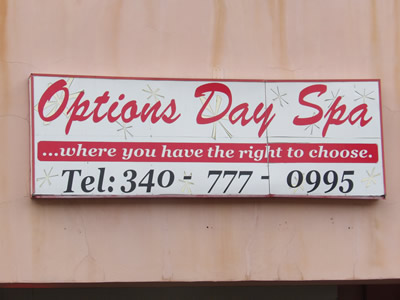 Options Day Spa
...where you have the right to choose.
Tel: 340 - 777 - 0995